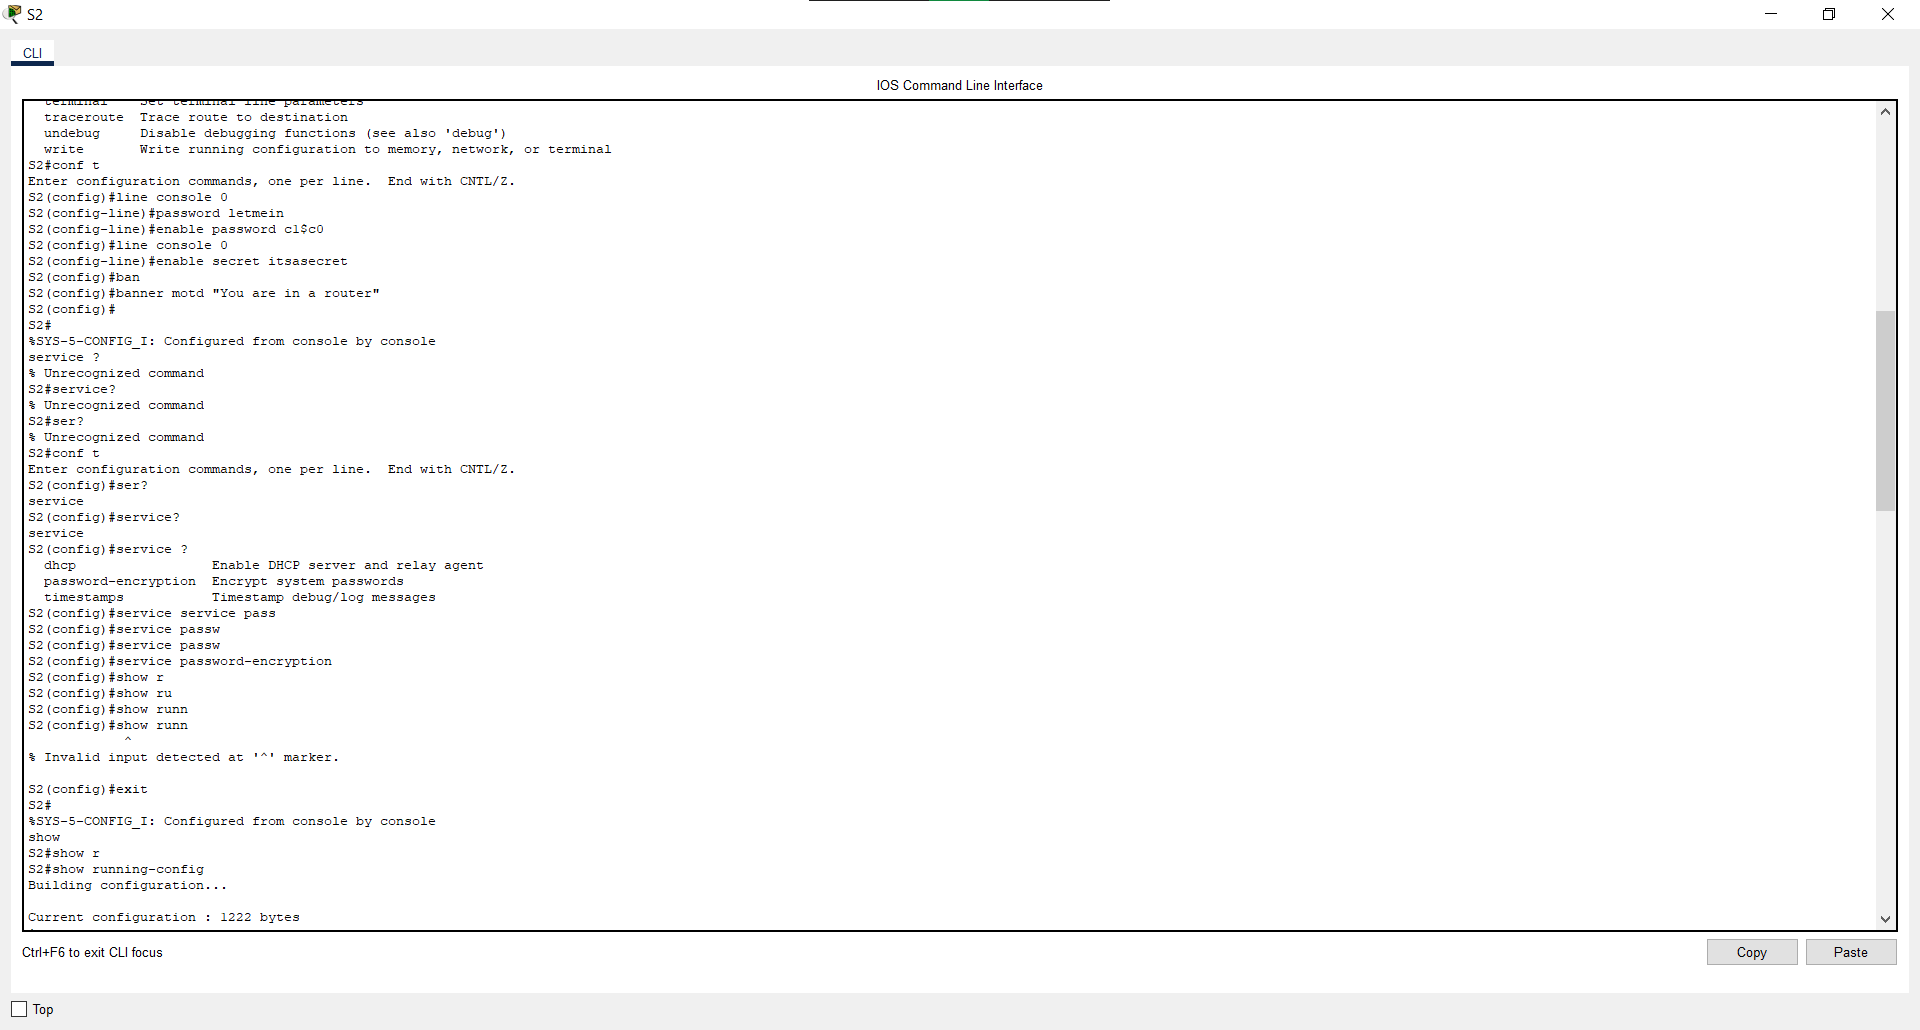 S2
CLI
IOS Command Line Interface
terminal    Set terminal line parameters
traceroute  Trace route to destination
undebug     Disable debugging functions (see also 'debug')
write       Write running configuration to memory, network, or terminal
S2#conf t
Enter configuration commands, one per line.  End with CNTL/Z.
S2(config)#line console 0
S2(config-line)#password letmein
S2(config-line)#enable password c1$c0
S2(config)#line console 0
S2(config-line)#enable secret itsasecret
S2(config)#ban
S2(config)#banner motd "You are in a router"
S2(config)#
S2#
%SYS-5-CONFIG_I: Configured from console by console
service ?
% Unrecognized command
S2#service?
% Unrecognized command
S2#ser?
% Unrecognized command
S2#conf t
Enter configuration commands, one per line.  End with CNTL/Z.
S2(config)#ser?
service
S2(config)#service?
service
S2(config)#service ?
dhcp                 Enable DHCP server and relay agent
password-encryption  Encrypt system passwords
timestamps           Timestamp debug/log messages
S2(config)#service service pass
S2(config)#service passw
S2(config)#service passw
S2(config)#service password-encryption
S2(config)#show r
S2(config)#show ru
S2(config)#show runn
S2(config)#show runn
^
% Invalid input detected at '^' marker.
S2(config)#exit
S2#
%SYS-5-CONFIG_I: Configured from console by console
show
S2#show r
S2#show running-config
Building configuration...
Current configuration : 1222 bytes
Ctrl+F6 to exit CLI focus
Copy
Paste
Top